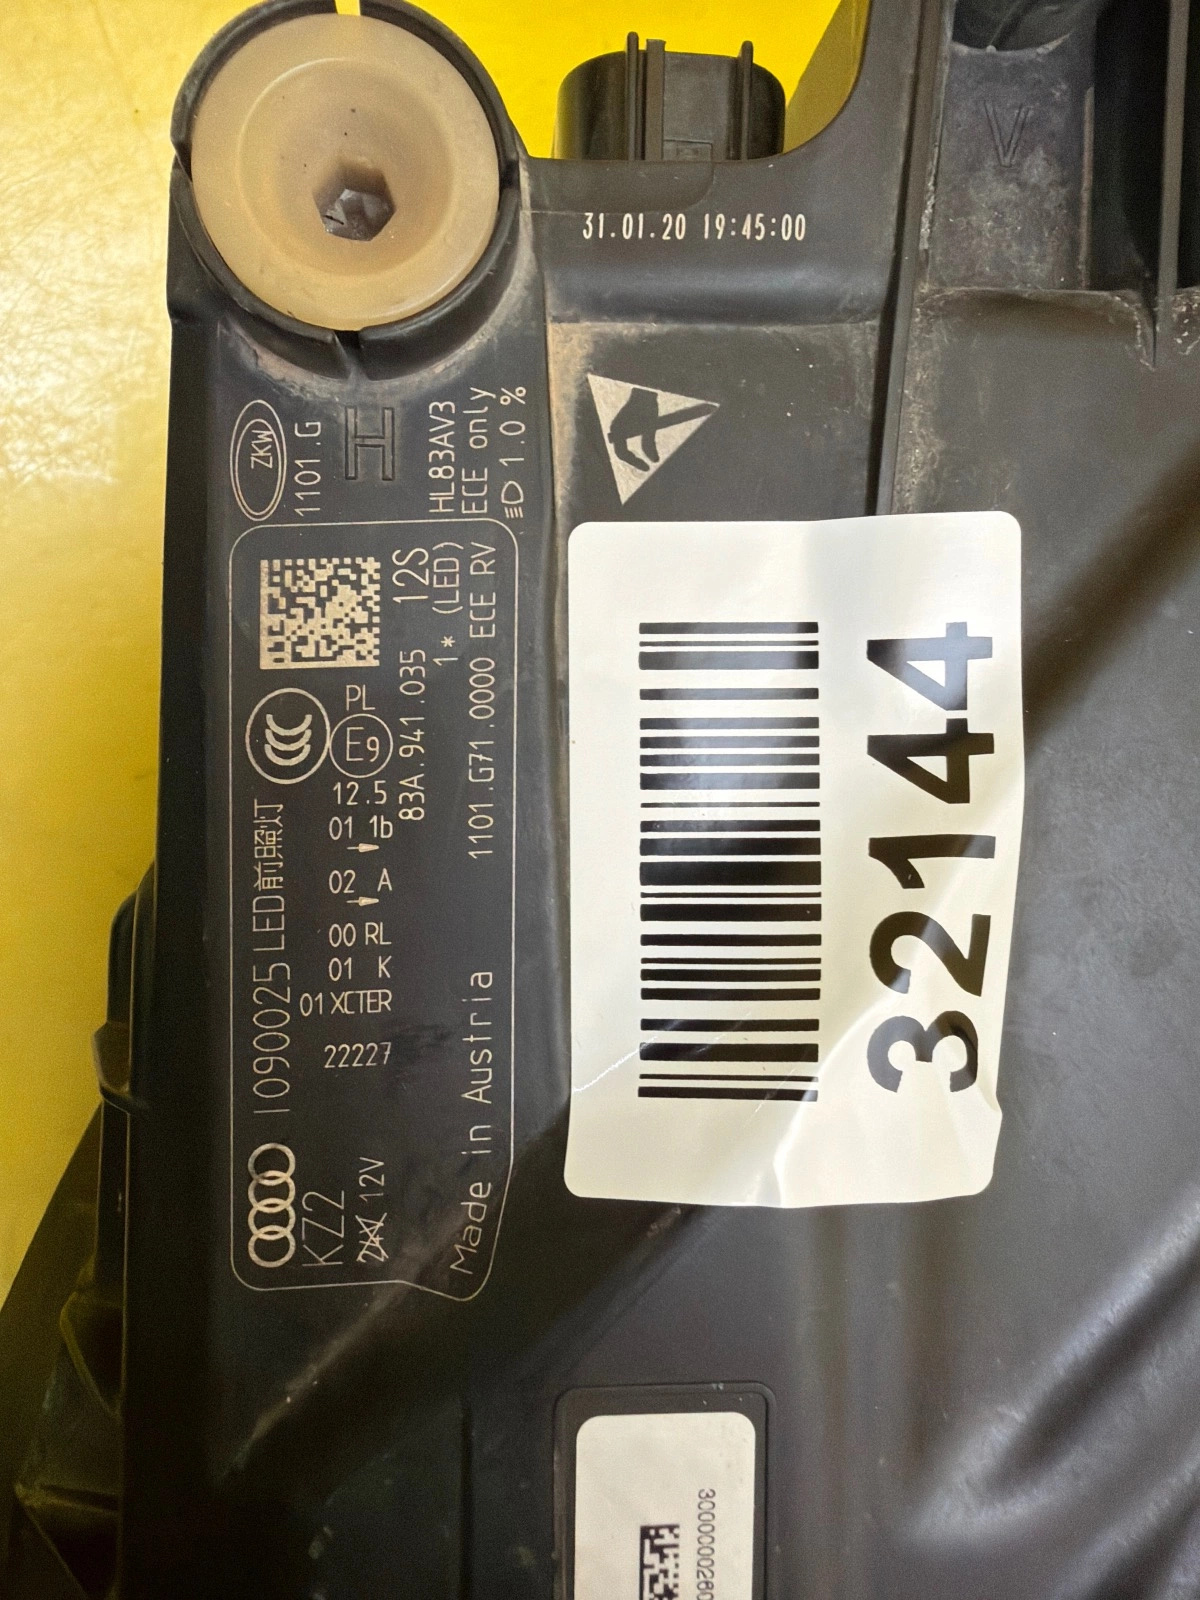 31.01.20 19:45:00
V
ZKW
1101.G
H
HL83AV3
ECE only
1.0 %
12S
1* (LED)
83A.941.035
1101.G71.0000 ECE RV
PL
E9
12.5
01 1b
02 A
00 RL
01 K
01 XCTER
22227
I090025 LED前照灯
KZ2
24V 12V
Made in Austria
32144